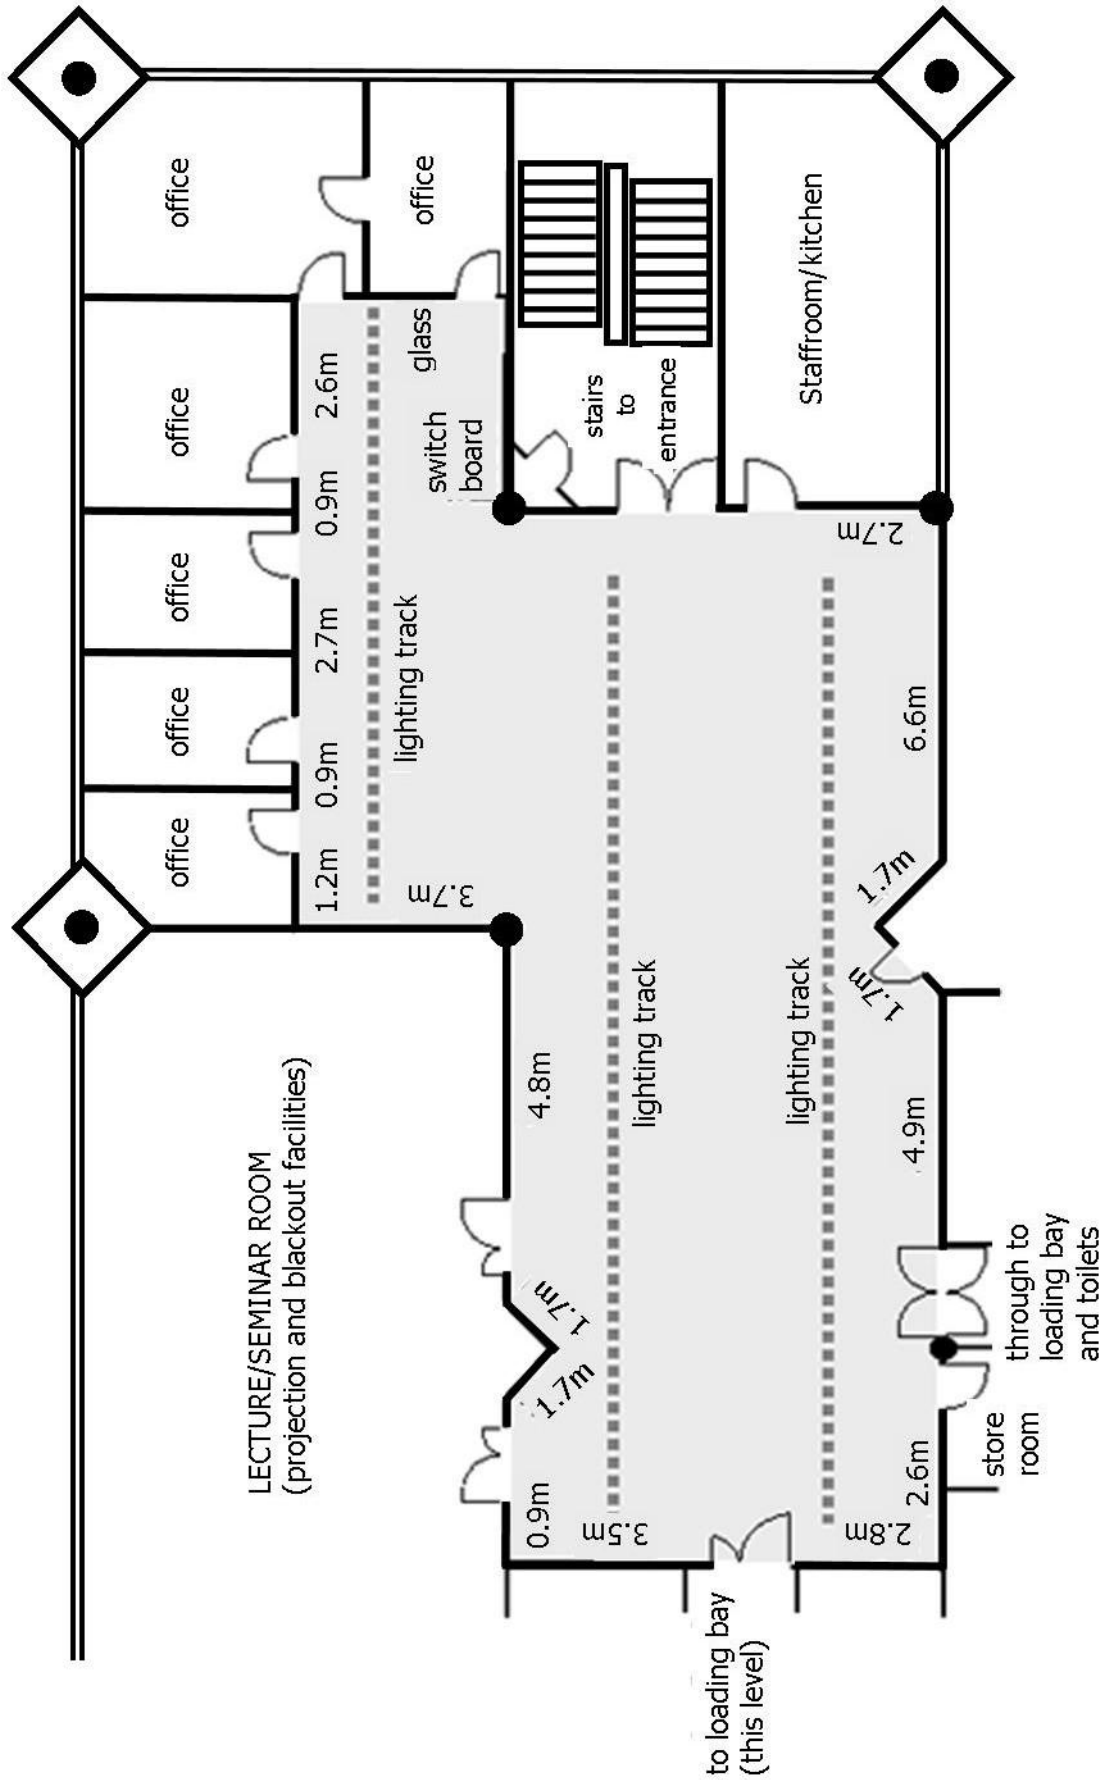 office
office
office
office
office
office
1.2m
0.9m
2.7m
0.9m
2.6m
lighting track
glass
switch
board
3.7m
stairs
to
entrance
Staffroom/kitchen
LECTURE/SEMINAR ROOM
(projection and blackout facilities)
0.9m
1.7m
1.7m
4.8m
3.5m
lighting track
lighting track
2.8m
2.7m
2.6m
4.9m
1.7m
1.7m
6.6m
to loading bay
(this level)
store
room
through to
loading bay
and toilets